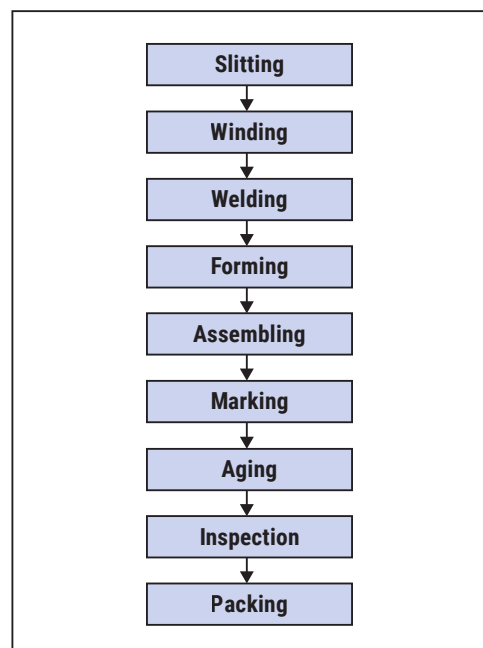 Slitting
Winding
Welding
Forming
Assembling
Marking
Aging
Inspection
Packing